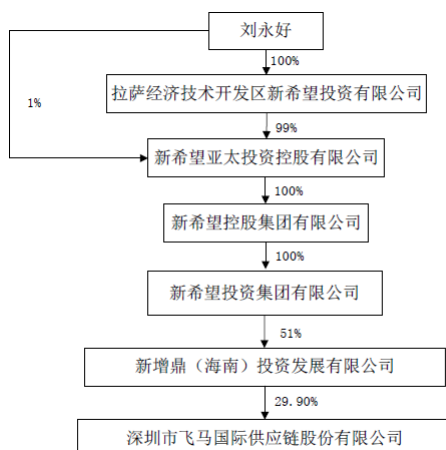 刘永好
100%
1%
拉萨经济技术开发区新希望投资有限公司
99%
新希望亚太投资控股有限公司
100%
新希望控股集团有限公司
100%
新希望投资集团有限公司
51%
新增鼎（海南）投资发展有限公司
29.90%
深圳市飞马国际供应链股份有限公司